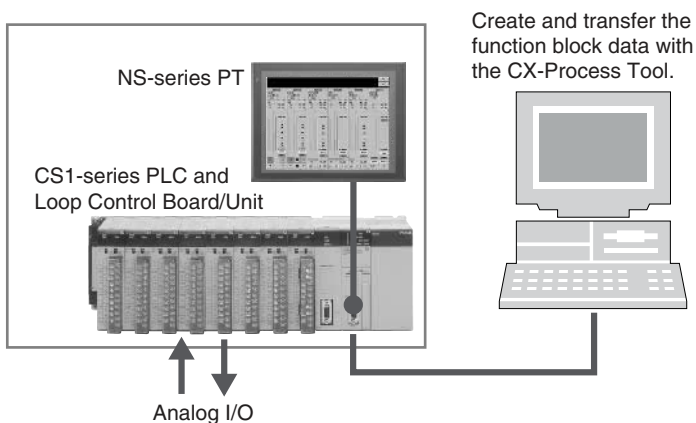 Create and transfer the
function block data with
the CX-Process Tool.
NS-series PT
CS1-series PLC and
Loop Control Board/Unit
Analog I/O